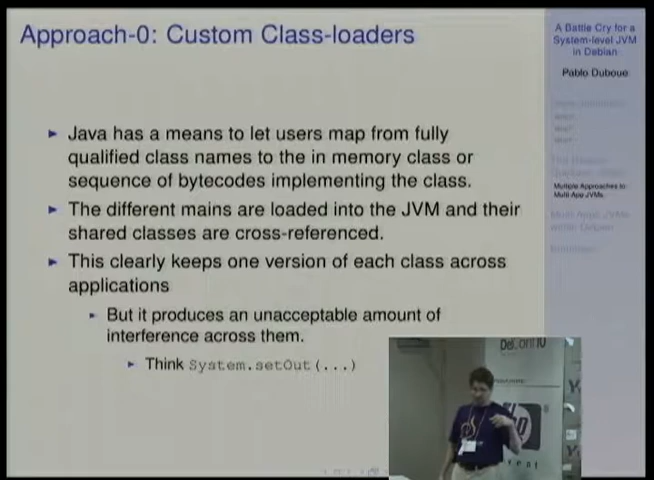 Approach-0: Custom Class-loaders
Java has a means to let users map from fully
qualified class names to the in memory class or
sequence of bytecodes implementing the class.
The different mains are loaded into the JVM and their
shared classes are cross-referenced.
This clearly keeps one version of each class across
applications
But it produces an unacceptable amount of
interference across them.
Think System.setOut(...)
A Battle Cry for a
System-level JVM
in Debian
Pablo Duboue
Multiple Approaches to
Multi-App JVMs
hp